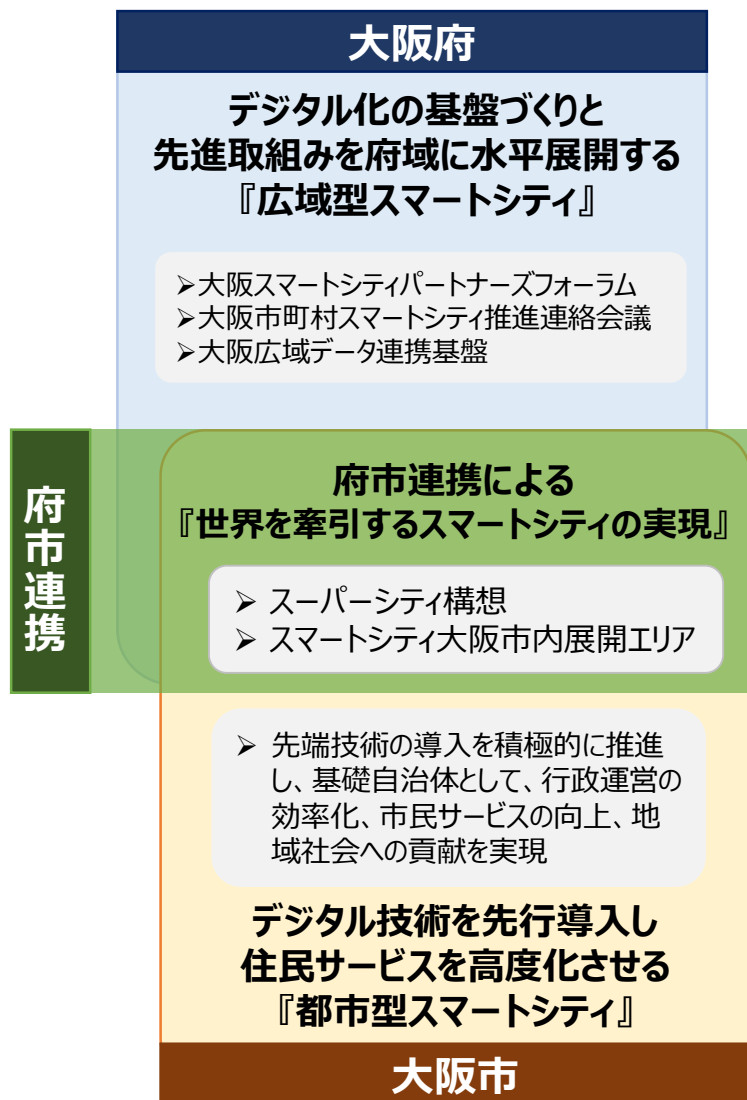 大阪府
デジタル化の基盤づくりと
先進取組みを府域に水平展開する
『広域型スマートシティ』
➢大阪スマートシティパートナーズフォーラム
➢大阪市町村スマートシティ推進連絡会議
➢大阪広域データ連携基盤
府市連携
府市連携による
『世界を牽引するスマートシティの実現』
➢ スーパーシティ構想
➢ スマートシティ大阪市内展開エリア
➢ 先端技術の導入を積極的に推進
し、基礎自治体として、行政運営の
効率化、市民サービスの向上、地
域社会への貢献を実現
デジタル技術を先行導入し
住民サービスを高度化させる
『都市型スマートシティ』
大阪市